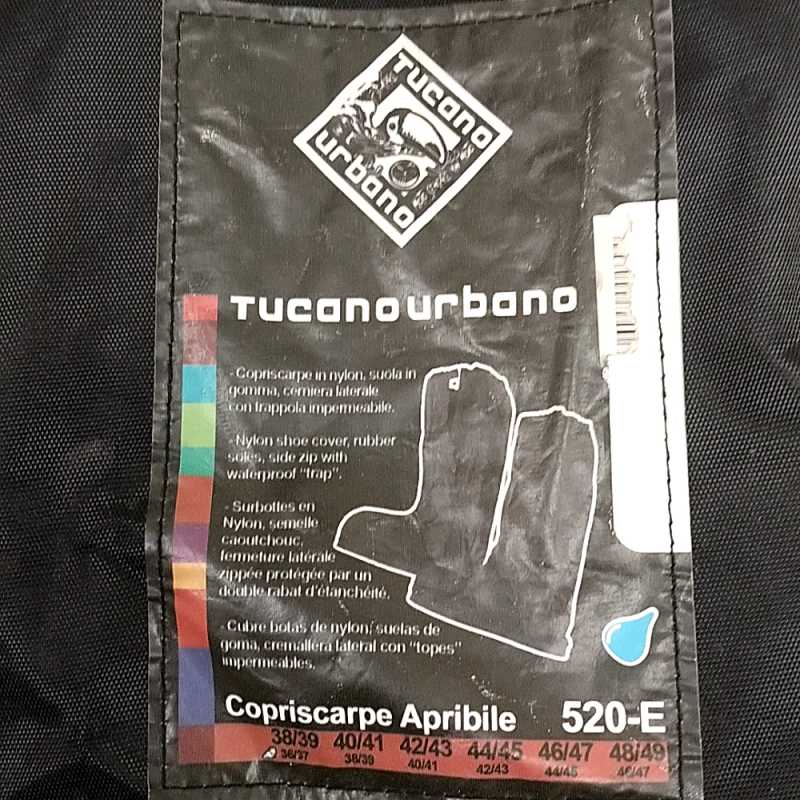 Tucano
urbano
Tucanourbano
- Copriscarpe in nylon, suola in
gomma, cerniera laterale
con trappola impermeabile.
- Nylon shoe cover, rubber
soles, side zip with
waterproof "trap".
- Surbottes en
Nylon, semelle
caoutchouc,
fermeture latérale
zippée protégée par un
double rabat d'étanchéité.
- Cubre botas de nylon, suelas de
goma, cremallera lateral con "topes"
impermeables.
Copriscarpe Apribile 520-E
38/39 40/41 42/43 44/45 46/47 48/49
36/37 38/39 40/41 42/43 44/45 46/47